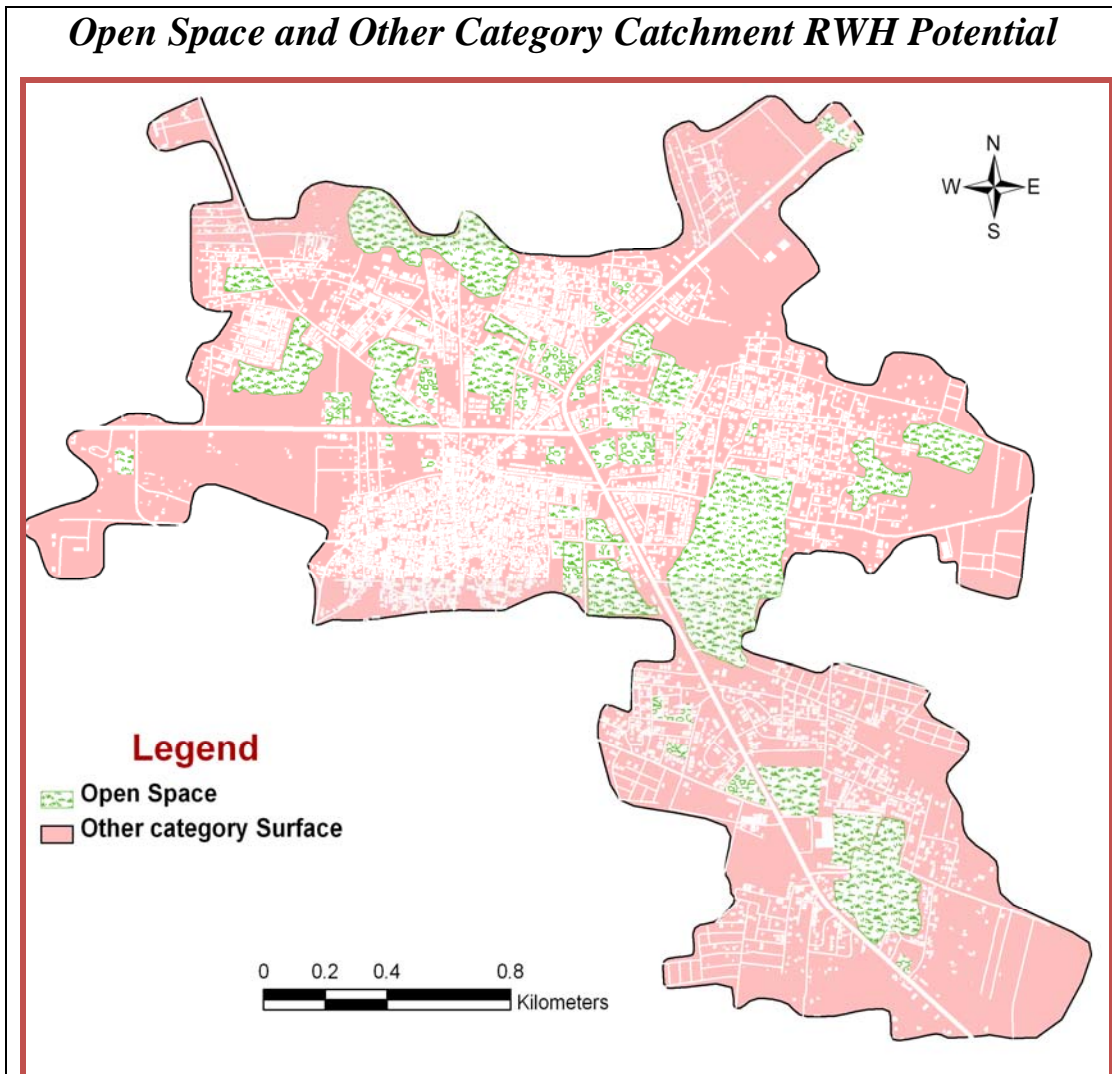 Open Space and Other Category Catchment RWH Potential
N
W E
S
Legend
Open Space
Other category Surface
0 0.2 0.4 0.8
Kilometers